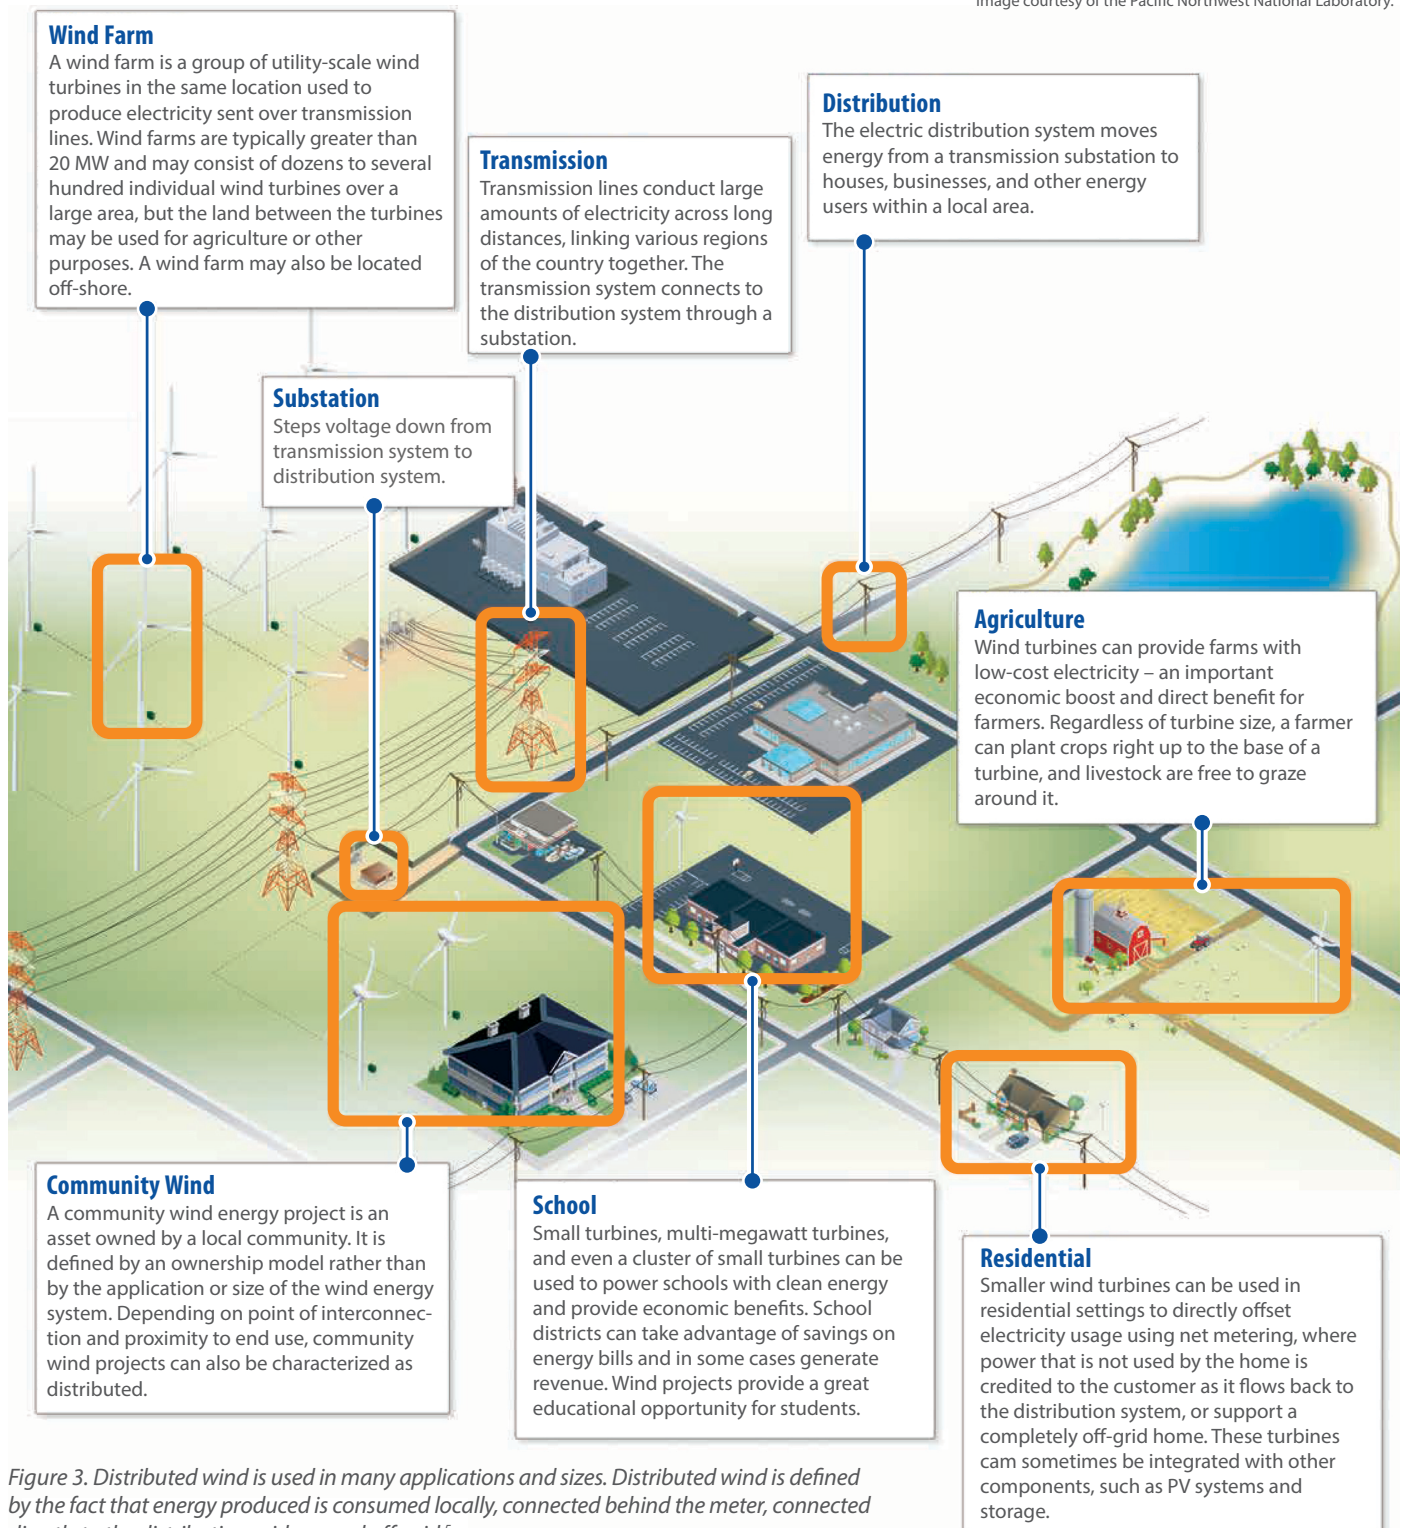 Image courtesy of the Pacific Northwest National Laboratory.
Wind Farm
A wind farm is a group of utility-scale wind
turbines in the same location used to
produce electricity sent over transmission
lines. Wind farms are typically greater than
20 MW and may consist of dozens to several
hundred individual wind turbines over a
large area, but the land between the turbines
may be used for agriculture or other
purposes. A wind farm may also be located
off-shore.
Transmission
Transmission lines conduct large
amounts of electricity across long
distances, linking various regions
of the country together. The
transmission system connects to
the distribution system through a
substation.
Distribution
The electric distribution system moves
energy from a transmission substation to
houses, businesses, and other energy
users within a local area.
Substation
Steps voltage down from
transmission system to
distribution system.
Agriculture
Wind turbines can provide farms with
low-cost electricity – an important
economic boost and direct benefit for
farmers. Regardless of turbine size, a farmer
can plant crops right up to the base of a
turbine, and livestock are free to graze
around it.
Community Wind
A community wind energy project is an
asset owned by a local community. It is
defined by an ownership model rather than
by the application or size of the wind energy
system. Depending on point of interconnec-
tion and proximity to end use, community
wind projects can also be characterized as
distributed.
School
Small turbines, multi-megawatt turbines,
and even a cluster of small turbines can be
used to power schools with clean energy
and provide economic benefits. School
districts can take advantage of savings on
energy bills and in some cases generate
revenue. Wind projects provide a great
educational opportunity for students.
Residential
Smaller wind turbines can be used in
residential settings to directly offset
electricity usage using net metering, where
power that is not used by the home is
credited to the customer as it flows back to
the distribution system, or support a
completely off-grid home. These turbines
cam sometimes be integrated with other
components, such as PV systems and
storage.
Figure 3. Distributed wind is used in many applications and sizes. Distributed wind is defined
by the fact that energy produced is consumed locally, connected behind the meter, connected